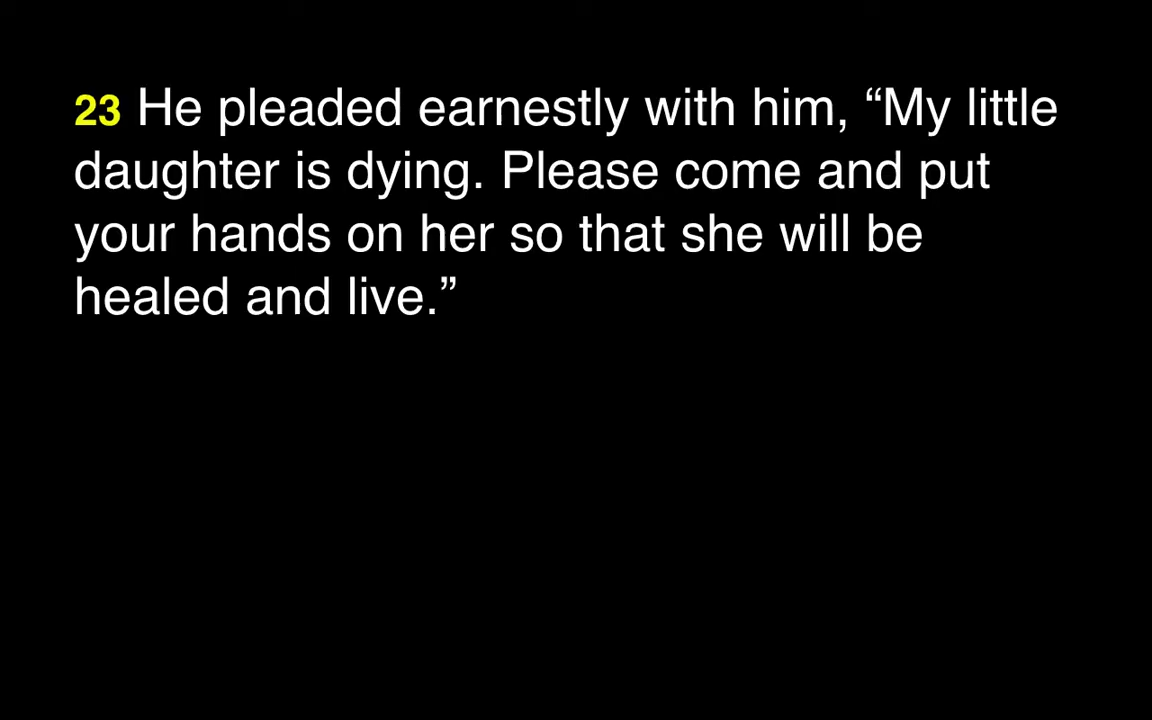 23 He pleaded earnestly with him, “My little
daughter is dying. Please come and put
your hands on her so that she will be
healed and live.”